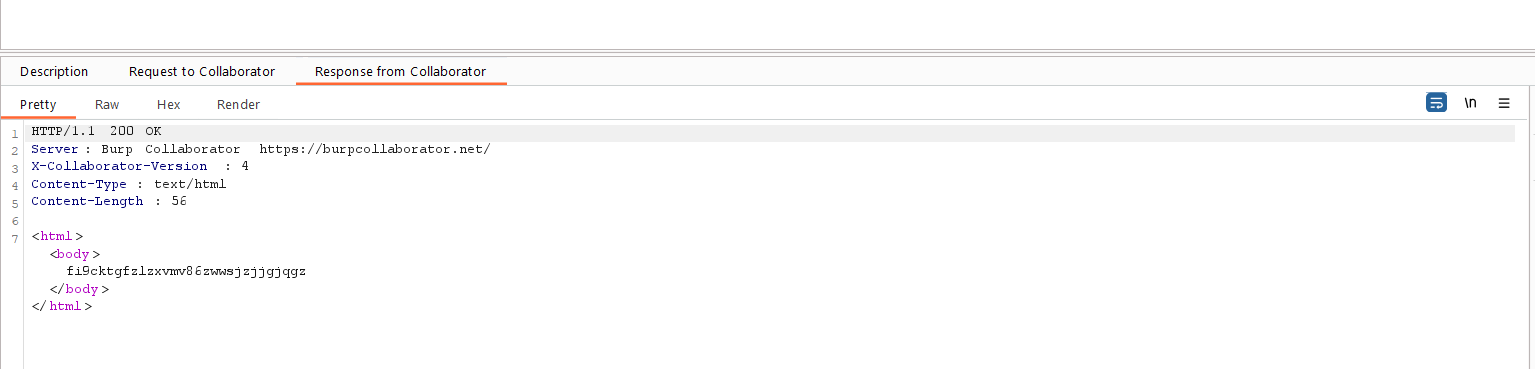 Description Request to Collaborator Response from Collaborator
Pretty Raw Hex Render \n
1 HTTP/1.1 200 OK
2 Server: Burp Collaborator https://burpcollaborator.net/
3 X-Collaborator-Version : 4
4 Content-Type : text/html
5 Content-Length : 56
6
7 <html>
<body>
fi9cktgfzlzxvmv86zwwsjzjjgjqgz
</body>
</html>